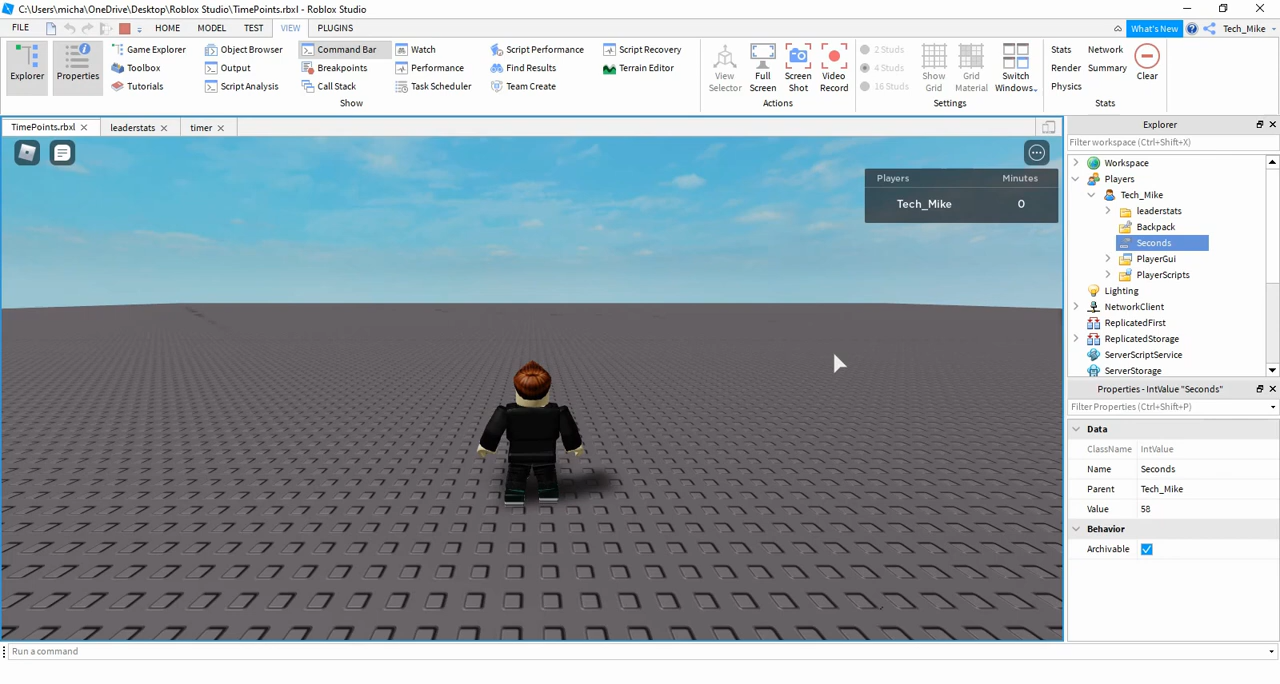 C:\Users\micha\OneDrive\Desktop\Roblox Studio\TimePoints.rbxl - Roblox Studio
FILE HOME MODEL TEST VIEW PLUGINS What's New Tech_Mike
Explorer
Properties
Game Explorer
Toolbox
Tutorials
Object Browser
Output
Script Analysis
Command Bar
Breakpoints
Call Stack
Watch
Performance
Task Scheduler
Script Performance
Find Results
Team Create
Script Recovery
Terrain Editor
Show
View Selector
Full Screen
Screen Shot
Video Record
Actions
2 Studs
4 Studs
16 Studs
Show Grid
Grid Material
Switch Windows
Settings
Stats Network
Render Summary
Physics
Clear
Stats
TimePoints.rbxl leaderstats timer
Players Minutes
Tech_Mike 0
Explorer
Filter workspace (Ctrl+Shift+X)
Workspace
Players
Tech_Mike
leaderstats
Backpack
Seconds
PlayerGui
PlayerScripts
Lighting
NetworkClient
ReplicatedFirst
ReplicatedStorage
ServerScriptService
ServerStorage
Properties - IntValue "Seconds"
Filter Properties (Ctrl+Shift+P)
Data
ClassName IntValue
Name Seconds
Parent Tech_Mike
Value 58
Behavior
Archivable
Run a command